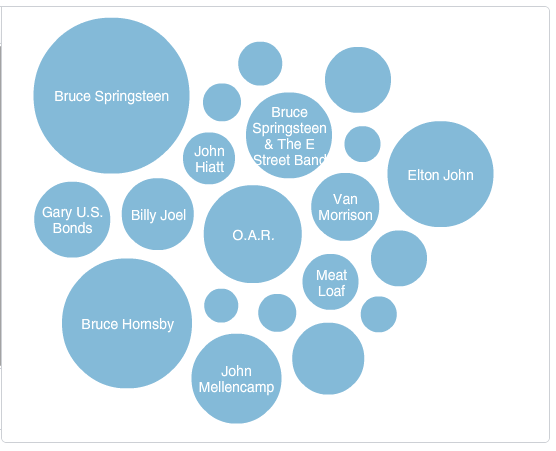 Bruce Springsteen
Bruce
Springsteen
& The E
Street Band
John
Hiatt
Elton John
Gary U.S.
Bonds
Billy Joel
Van
Morrison
O.A.R.
Meat
Loaf
Bruce Hornsby
John
Mellencamp